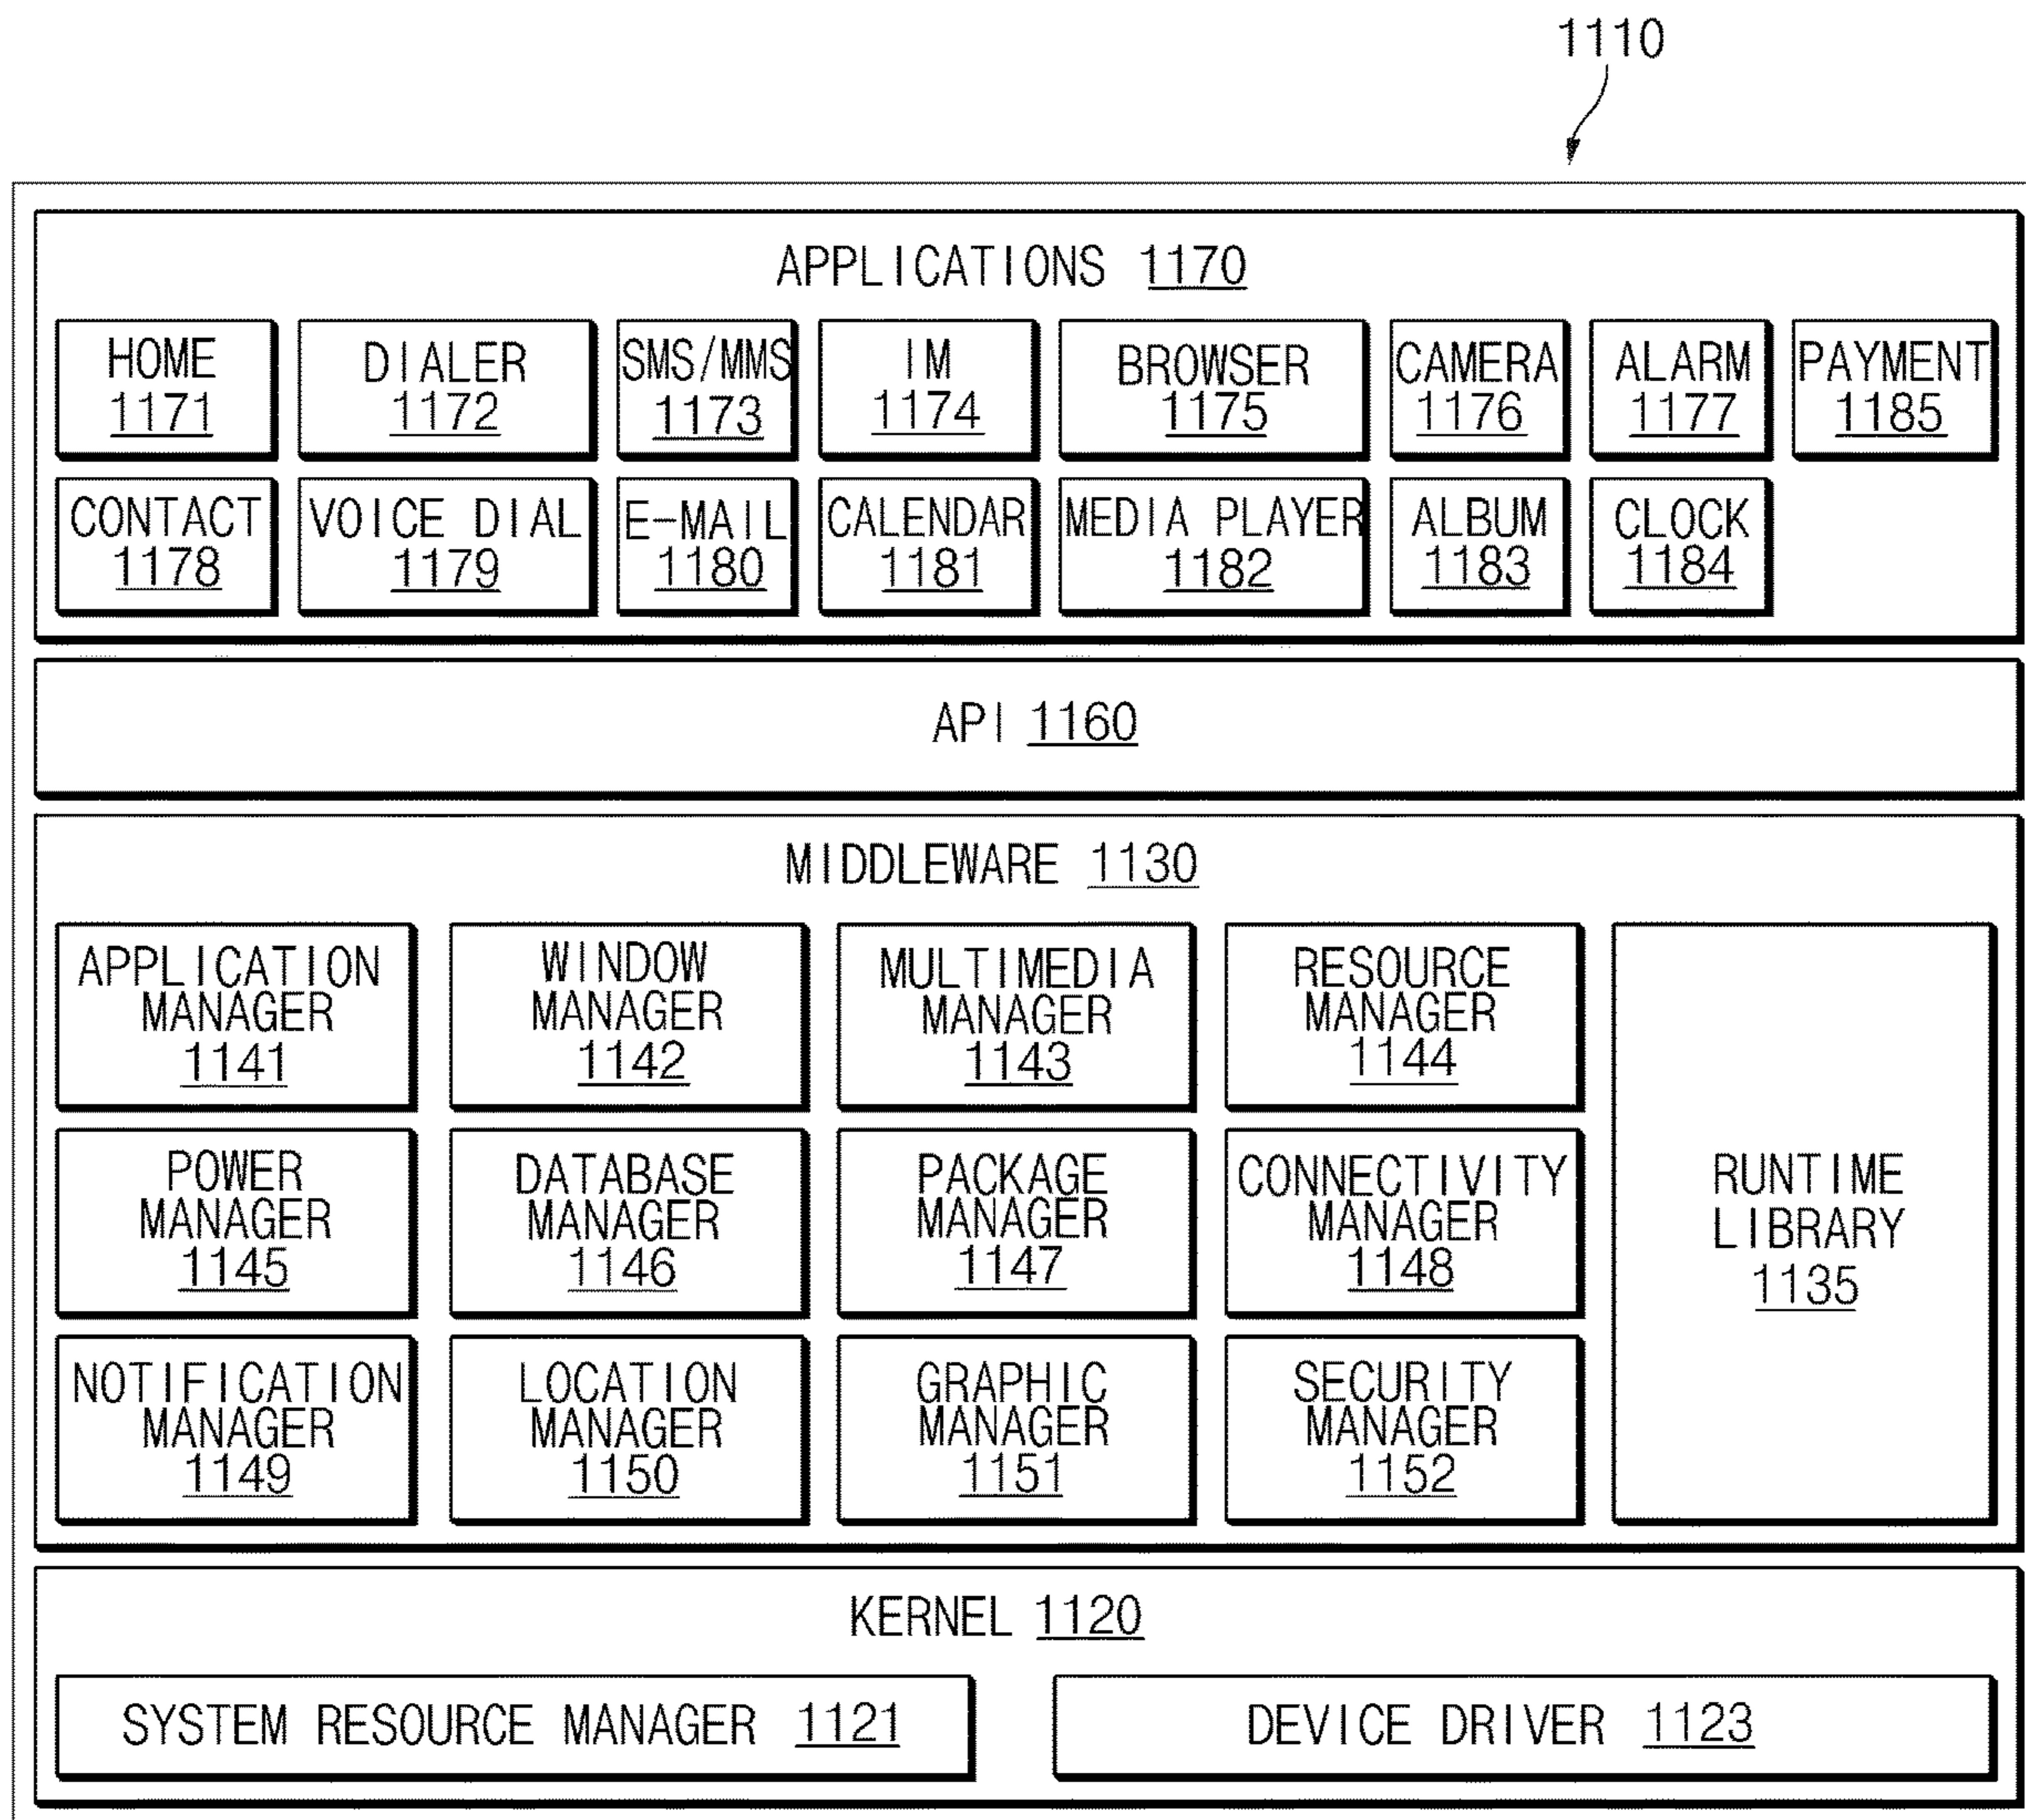 1110
APPLICATIONS 1170
HOME
1171
DIALER
1172
SMS/MMS
1173
IM
1174
BROWSER
1175
CAMERA
1176
ALARM
1177
PAYMENT
1185
CONTACT
1178
VOICE DIAL
1179
E-MAIL
1180
CALENDAR
1181
MEDIA PLAYER
1182
ALBUM
1183
CLOCK
1184
API 1160
MIDDLEWARE 1130
APPLICATION
MANAGER
1141
WINDOW
MANAGER
1142
MULTIMEDIA
MANAGER
1143
RESOURCE
MANAGER
1144
POWER
MANAGER
1145
DATABASE
MANAGER
1146
PACKAGE
MANAGER
1147
CONNECTIVITY
MANAGER
1148
NOTIFICATION
MANAGER
1149
LOCATION
MANAGER
1150
GRAPHIC
MANAGER
1151
SECURITY
MANAGER
1152
RUNTIME
LIBRARY
1135
KERNEL 1120
SYSTEM RESOURCE MANAGER 1121
DEVICE DRIVER 1123